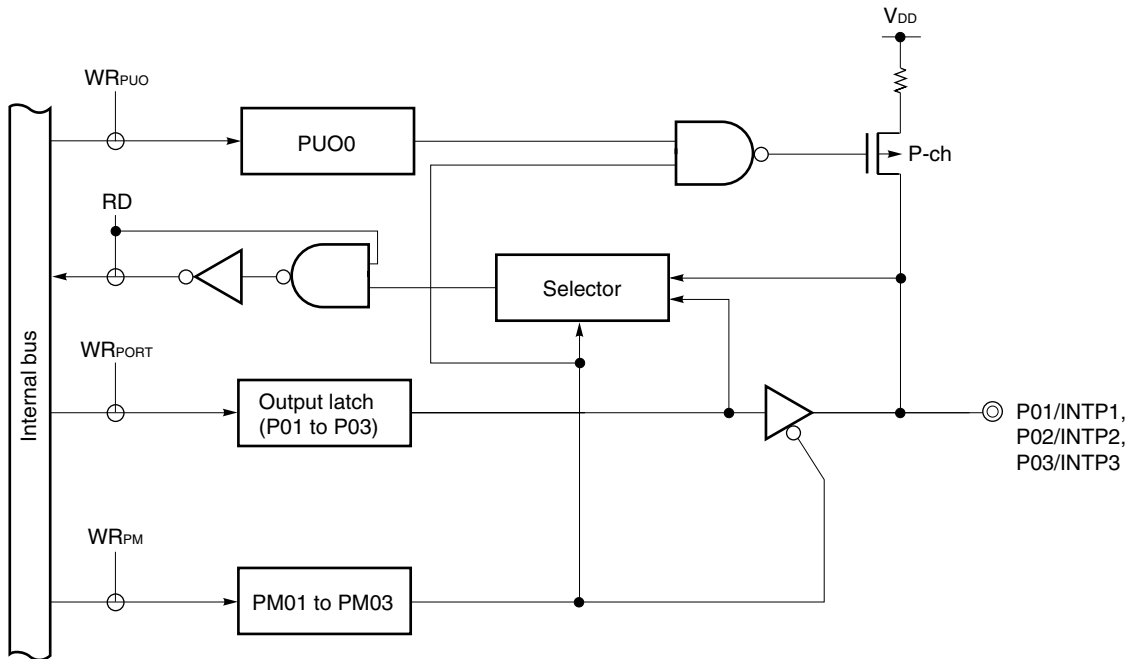 VDD
WRPUO
PUO0
P-ch
RD
Selector
Internal bus
WRPORT
Output latch
(P01 to P03)
P01/INTP1,
P02/INTP2,
P03/INTP3
WRPM
PM01 to PM03